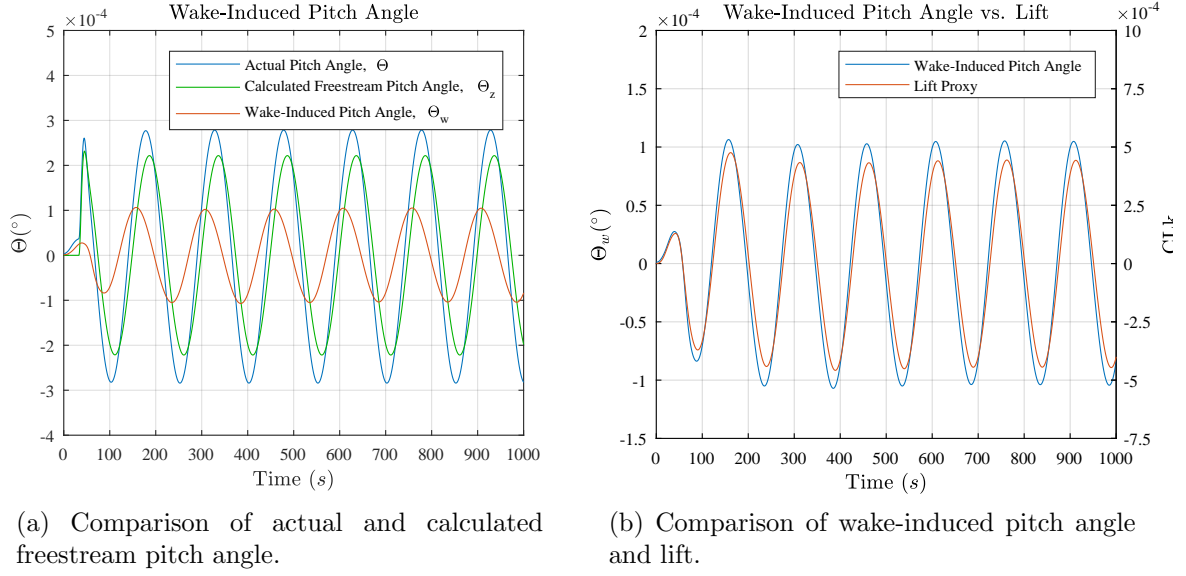 Wake-Induced Pitch Angle
×10-4
5
4
3
2
1
0
-1
-2
-3
-4
Θ(°)
Actual Pitch Angle, Θ
Calculated Freestream Pitch Angle, Θz
Wake-Induced Pitch Angle, Θw
0 100 200 300 400 500 600 700 800 900 1000
Time (s)
(a) Comparison of actual and calculated
freestream pitch angle.
Wake-Induced Pitch Angle vs. Lift
×10-4
2
1.5
1
0.5
0
-0.5
-1
-1.5
Θw(°)
Wake-Induced Pitch Angle
Lift Proxy
×10-4
10
7.5
5
2.5
0
-2.5
-5
-7.5
CLk
0 100 200 300 400 500 600 700 800 900 1000
Time (s)
(b) Comparison of wake-induced pitch angle
and lift.